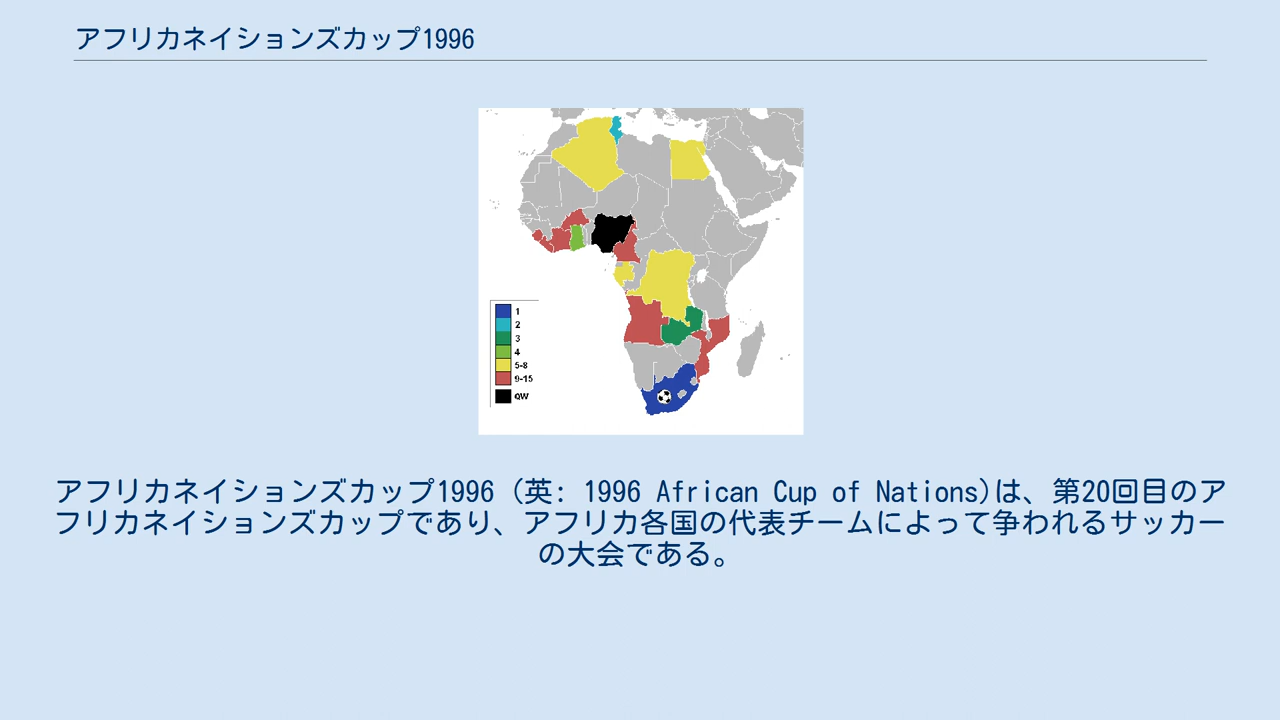 アフリカネイションズカップ1996
1
2
3
4
5-8
9-15
QW
アフリカネイションズカップ1996 (英: 1996 African Cup of Nations)は、第20回目のア
フリカネイションズカップであり、アフリカ各国の代表チームによって争われるサッカー
の大会である。